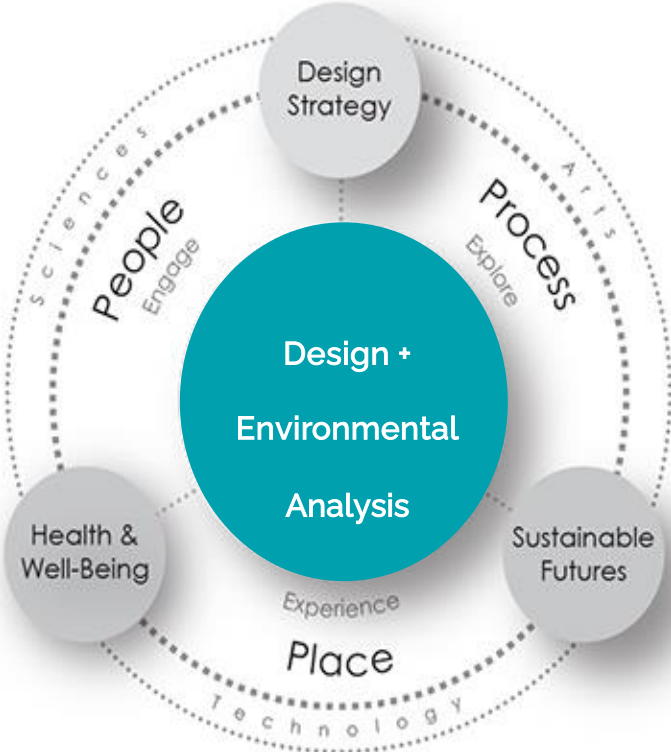 Design
Strategy
Sciences
Arts
People
Engage
Process
Explore
Design +
Environmental
Analysis
Health &
Well-Being
Sustainable
Futures
Experience
Place
Technology